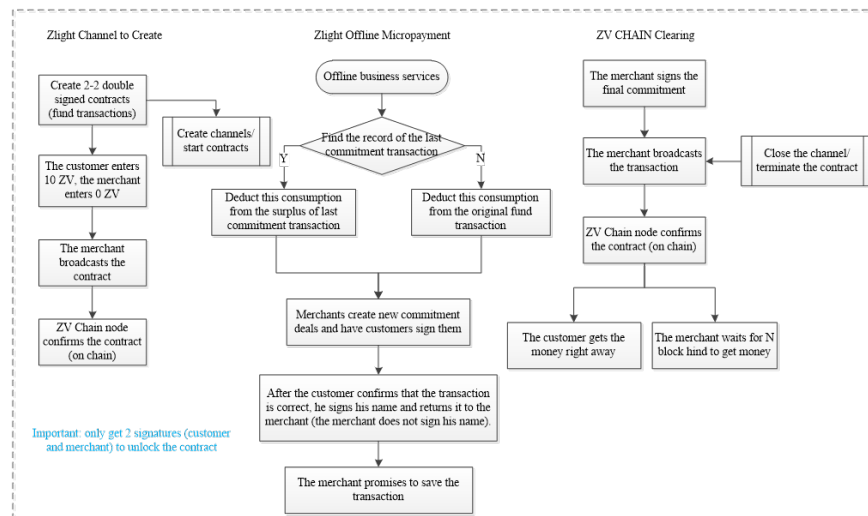 Zlight Channel to Create
Create 2-2 double
signed contracts
(fund transactions)
Create channels/
start contracts
The customer enters
10 ZV, the merchant
enters 0 ZV
The merchant
broadcasts the
contract
ZV Chain node
confirms the contract
(on chain)
Important: only get 2 signatures (customer
and merchant) to unlock the contract
Zlight Offline Micropayment
Offline business services
Find the record of the last
commitment transaction
Y
N
Deduct this consumption
from the surplus of last
commitment transaction
Deduct this consumption
from the original fund
transaction
Merchants create new commitment
deals and have customers sign them
After the customer confirms that the transaction
is correct, he signs his name and returns it to
the merchant (the merchant does not sign his name).
The merchant promises to save the
transaction
ZV CHAIN Clearing
The merchant signs the
final commitment
The merchant broadcasts
the transaction
Close the channel/
terminate the contract
ZV Chain node confirms
the contract (on chain)
The customer gets the
money right away
The merchant waits for N
block hind to get money